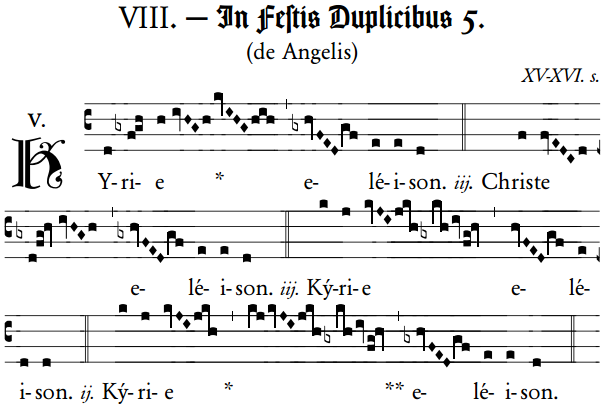 VIII. — In Festis Duplicibus 5.
(de Angelis)
XV-XVI. s.
V.
KY-ri- e * e- lé-i-son. iij. Christe
e- lé- i-son. iij. Ký-ri-e e- lé-
i-son. ij. Ký-ri-e * ** e- lé- i-son.